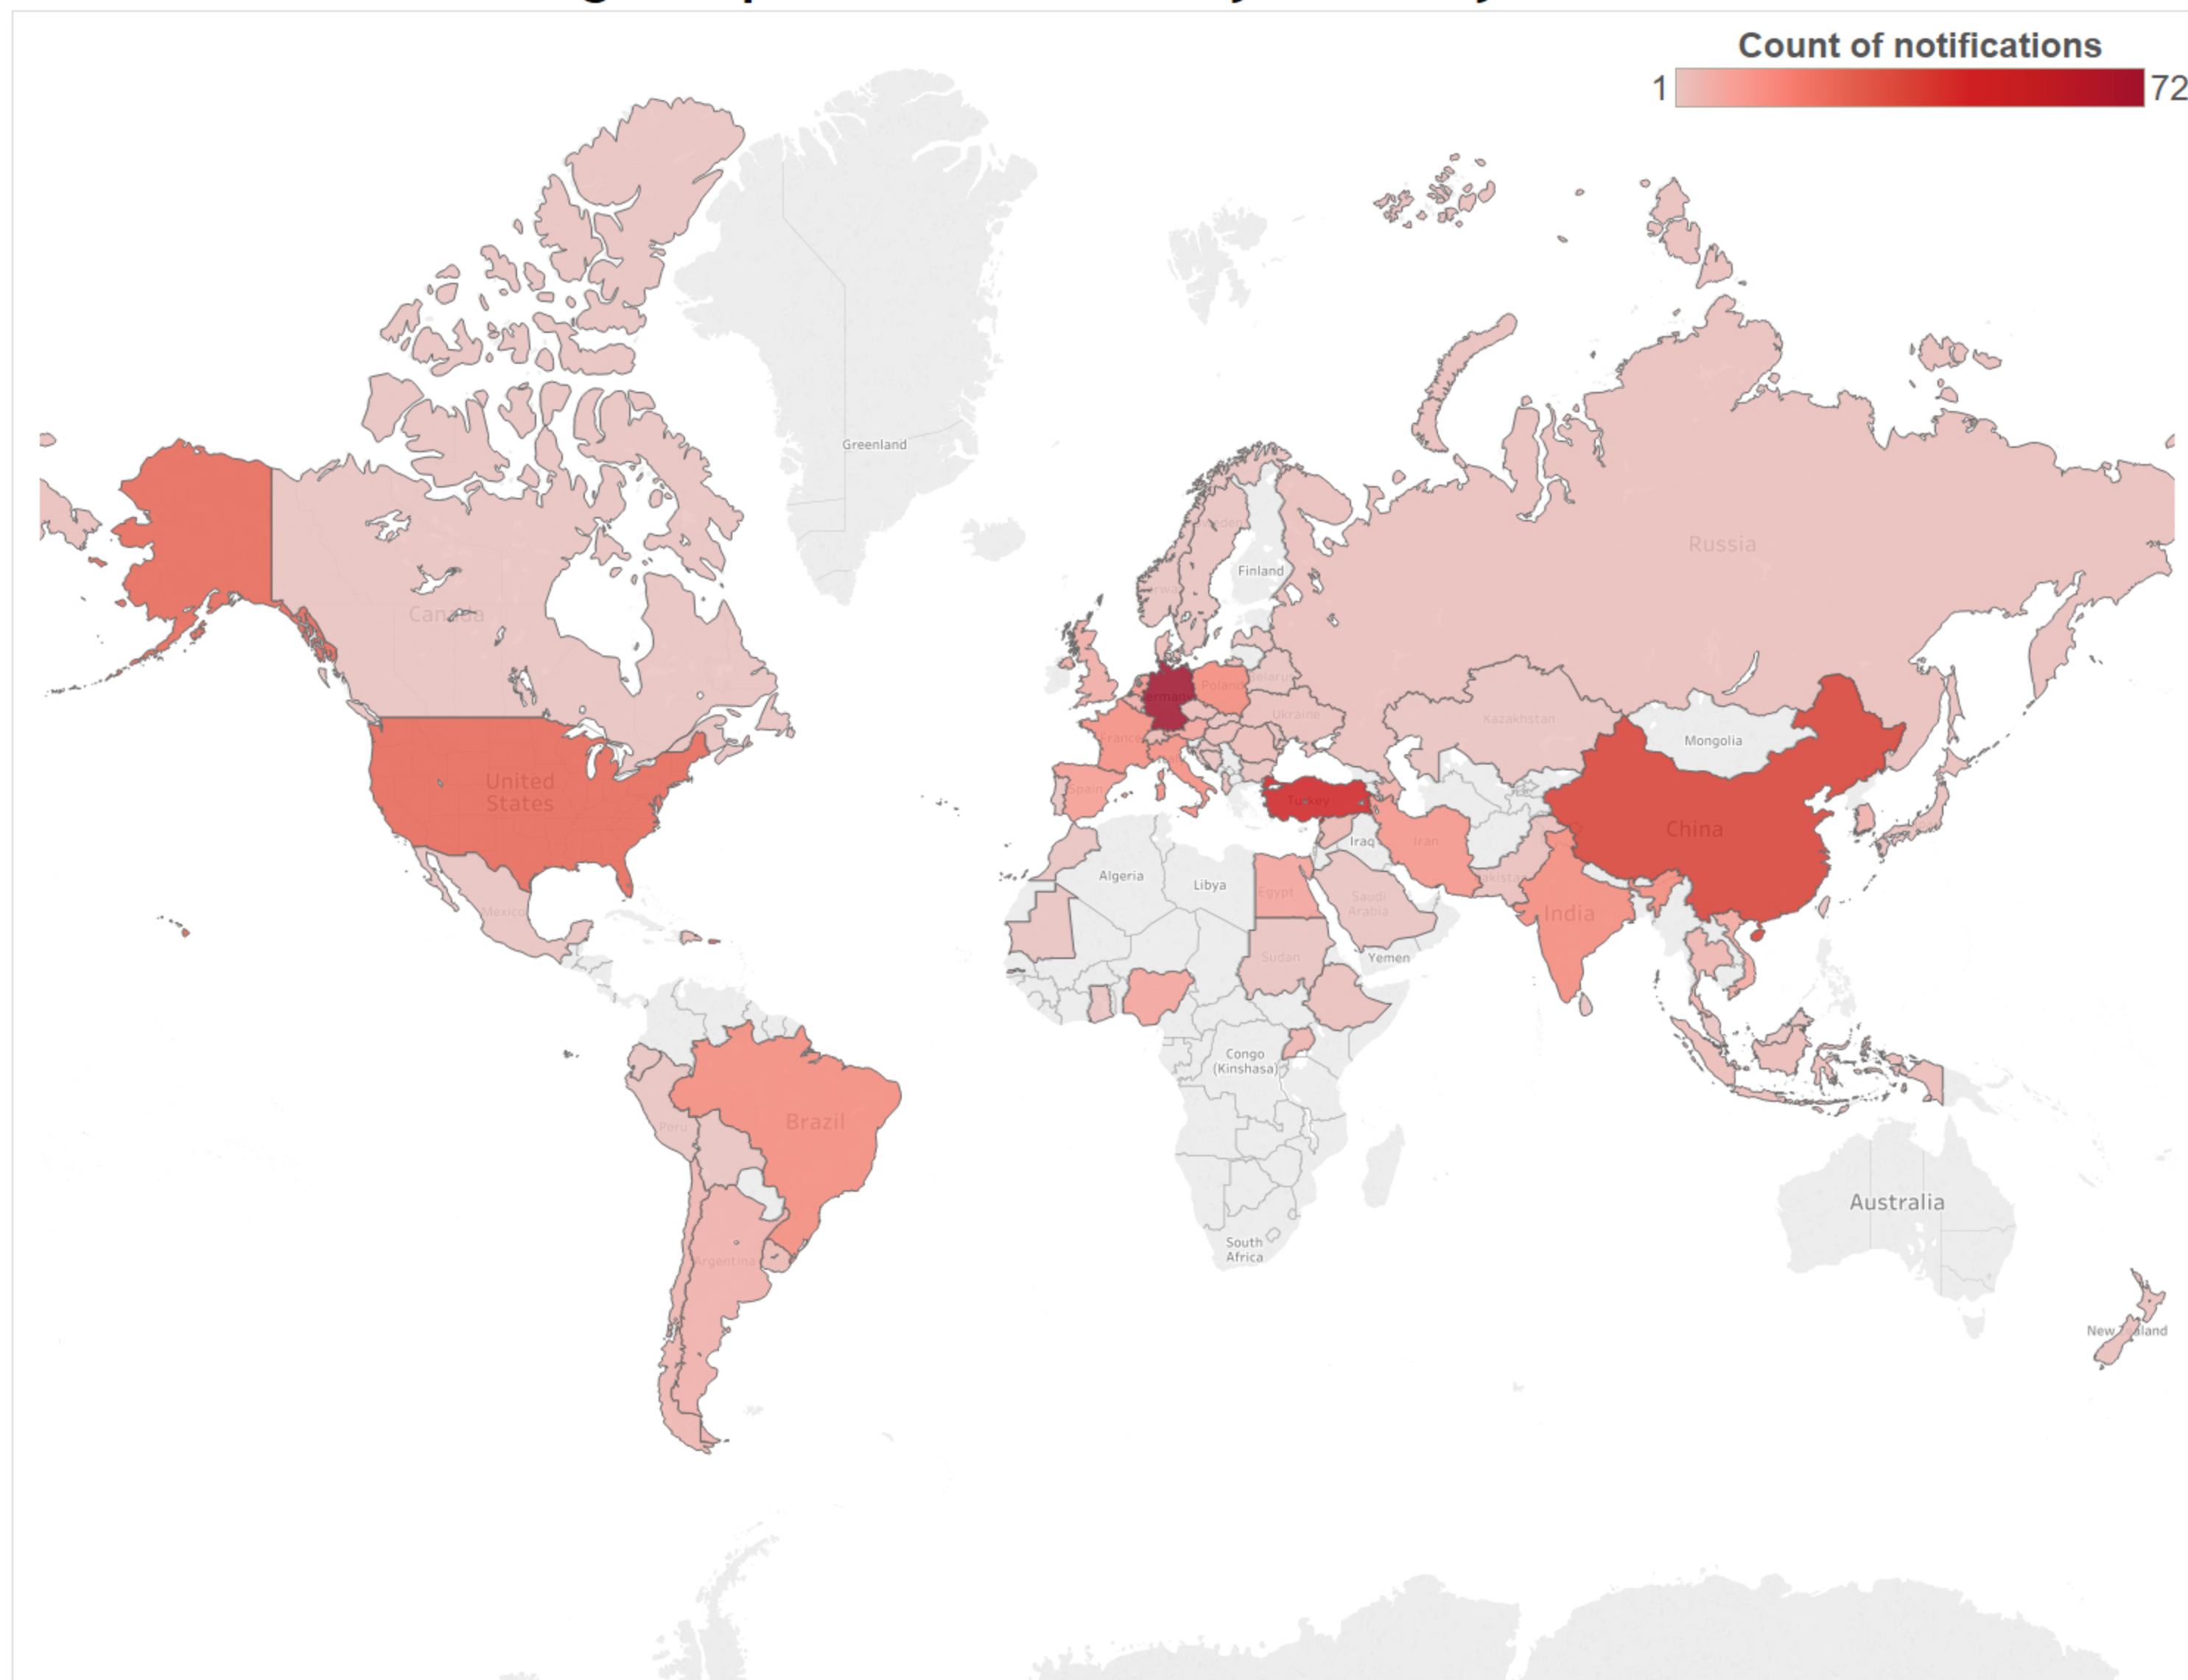 Count of notifications
1
72
Greenland
Russia
Finland
Canada
Poland
Ukraine
Kazakhstan
Mongolia
France
United
States
Spain
Turkey
China
Iraq
Iran
Algeria
Libya
Egypt
Saudi
Arabia
India
Mexico
Sudan
Yemen
Congo
(Kinshasa)
Brazil
Peru
Australia
South
Africa
Argentina